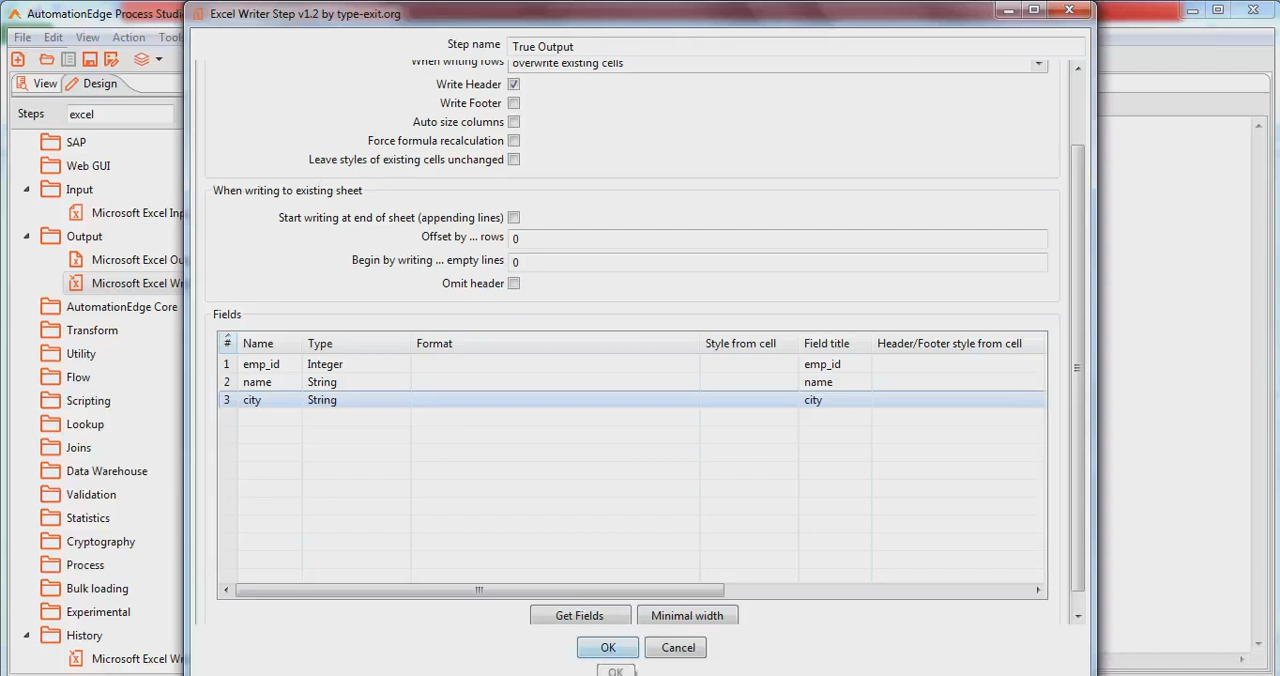 AutomationEdge Process Studi
Excel Writer Step v1.2 by type-exit.org
File Edit View Action Tools
View Design
Steps excel
SAP
Web GUI
Input
Microsoft Excel Inp
Output
Microsoft Excel Ou
Microsoft Excel Wr
AutomationEdge Core
Transform
Utility
Flow
Scripting
Lookup
Joins
Data Warehouse
Validation
Statistics
Cryptography
Process
Bulk loading
Experimental
History
Microsoft Excel Wr
Step name True Output
When writing rows overwrite existing cells
Write Header
Write Footer
Auto size columns
Force formula recalculation
Leave styles of existing cells unchanged
When writing to existing sheet
Start writing at end of sheet (appending lines)
Offset by ... rows 0
Begin by writing ... empty lines 0
Omit header
Fields
# Name Type Format Style from cell Field title Header/Footer style from cell
1 emp_id Integer emp_id
2 name String name
3 city String city
Get Fields Minimal width
OK Cancel
OK